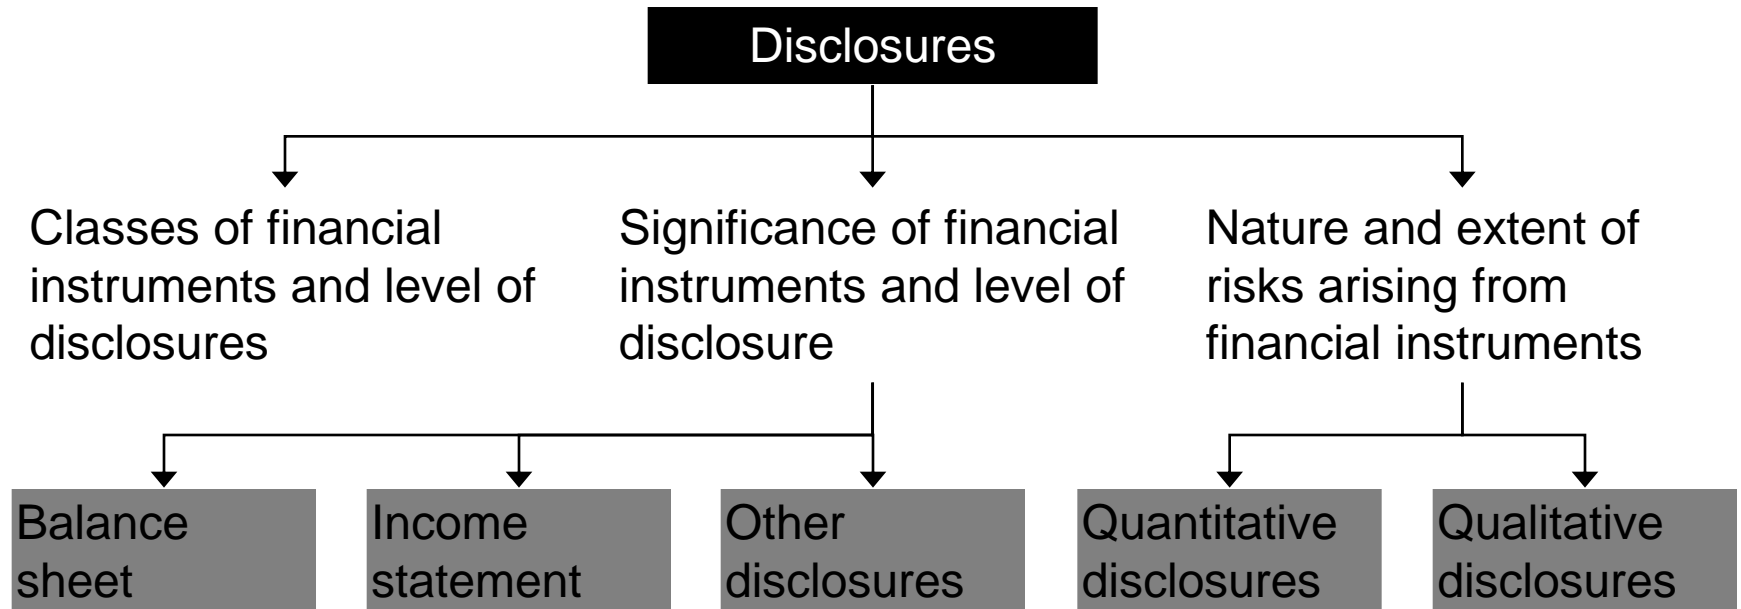 Disclosures
Classes of financial
instruments and level of
disclosures
Significance of financial
instruments and level of
disclosure
Nature and extent of
risks arising from
financial instruments
Balance
sheet
Income
statement
Other
disclosures
Quantitative
disclosures
Qualitative
disclosures